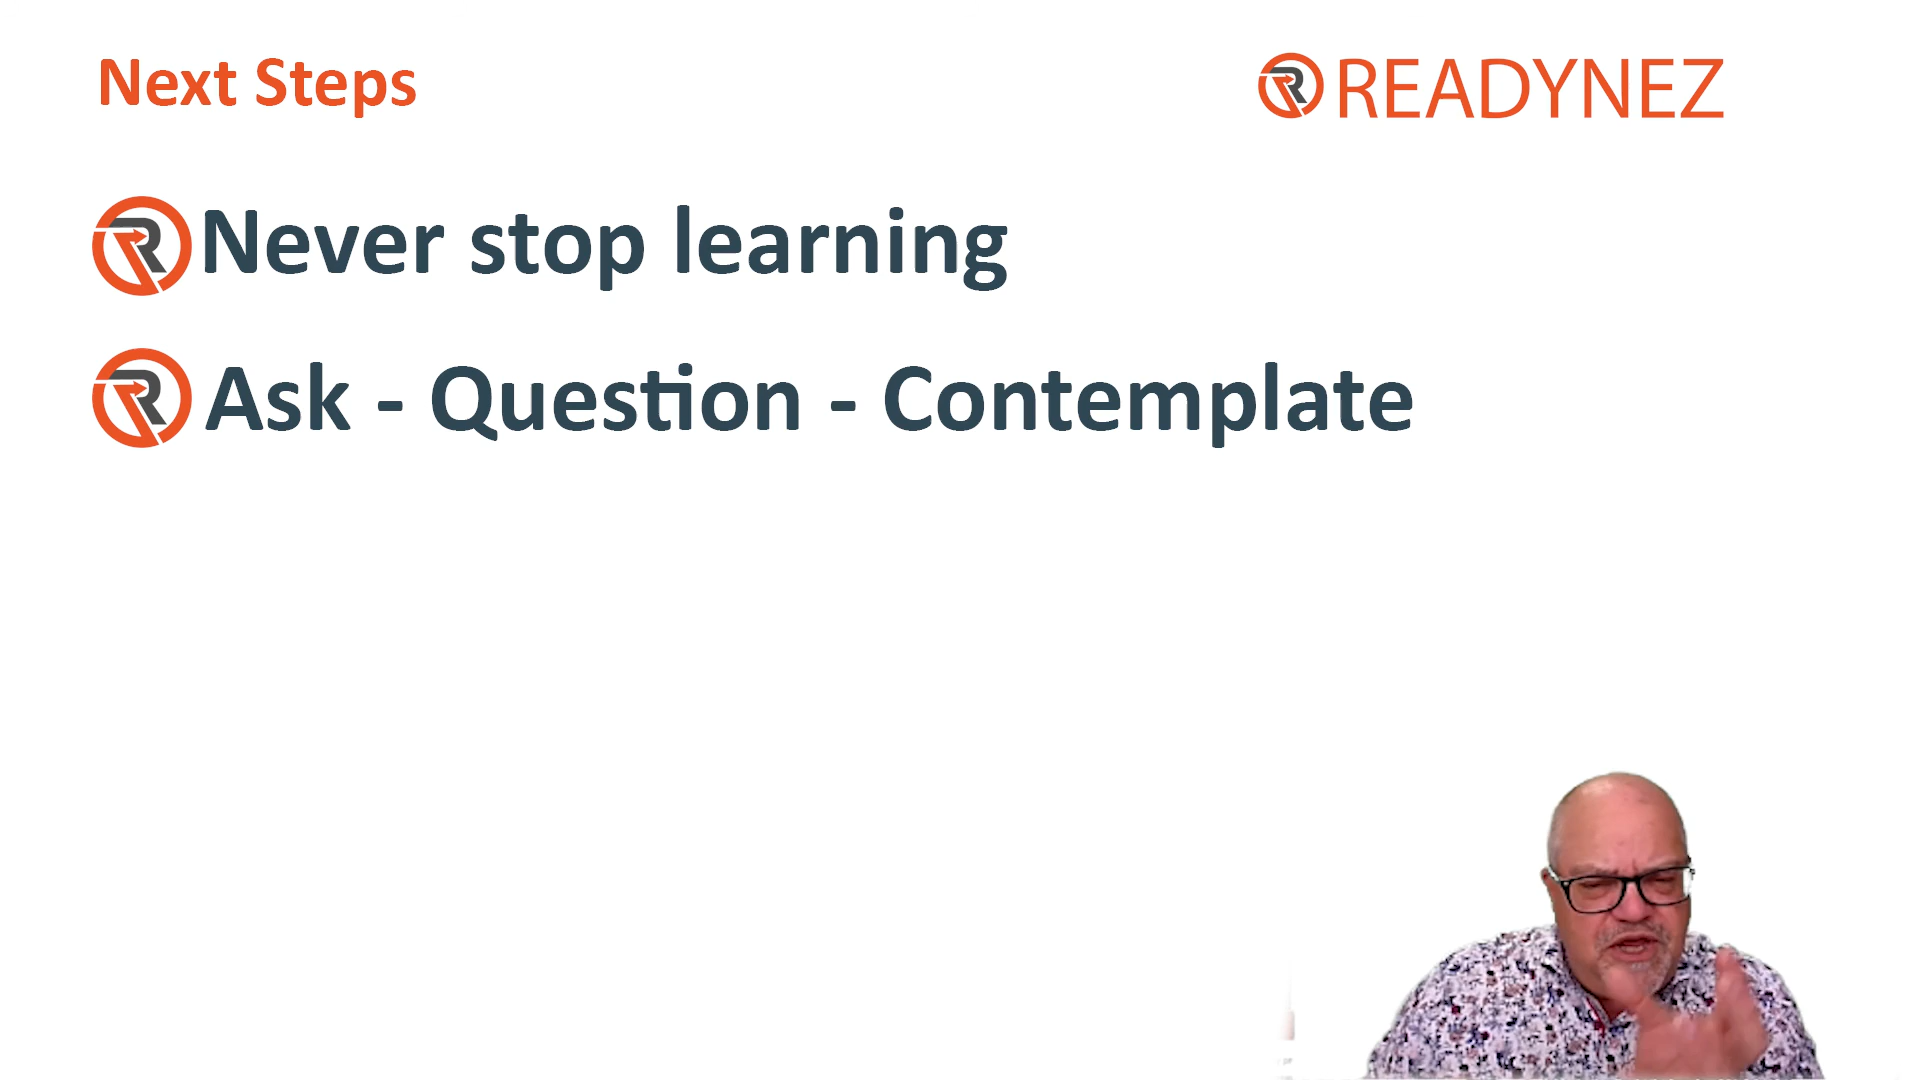 Next Steps
READYNEZ
Never stop learning
Ask - Question - Contemplate